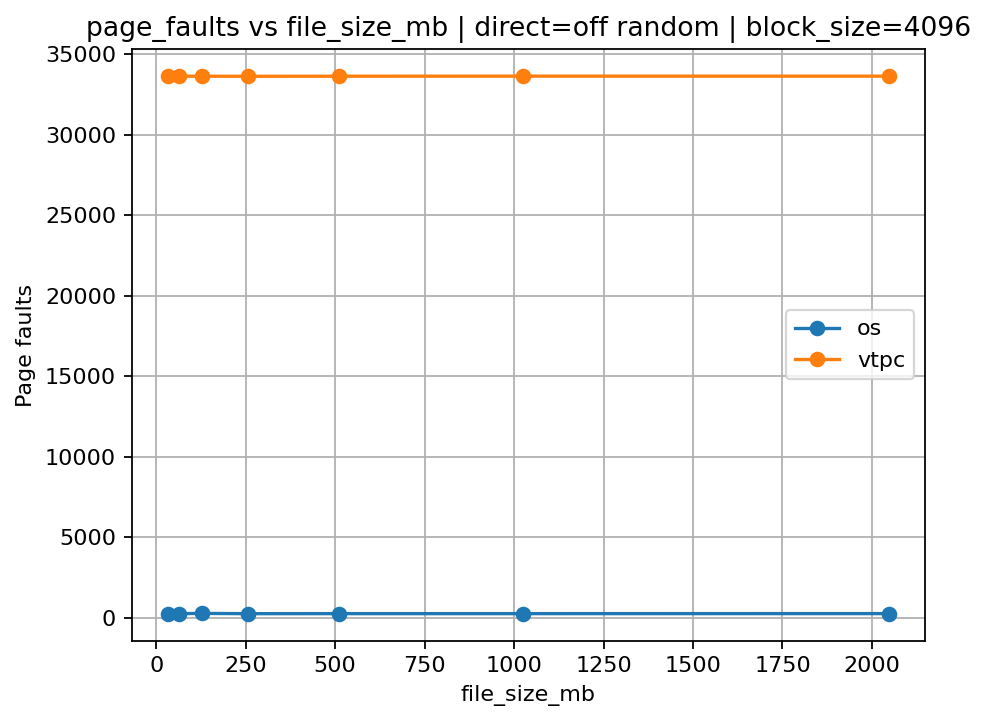 page_faults vs file_size_mb | direct=off random | block_size=4096
35000
30000
25000
20000
15000
10000
5000
0
Page faults
os
vtpc
0 250 500 750 1000 1250 1500 1750 2000
file_size_mb